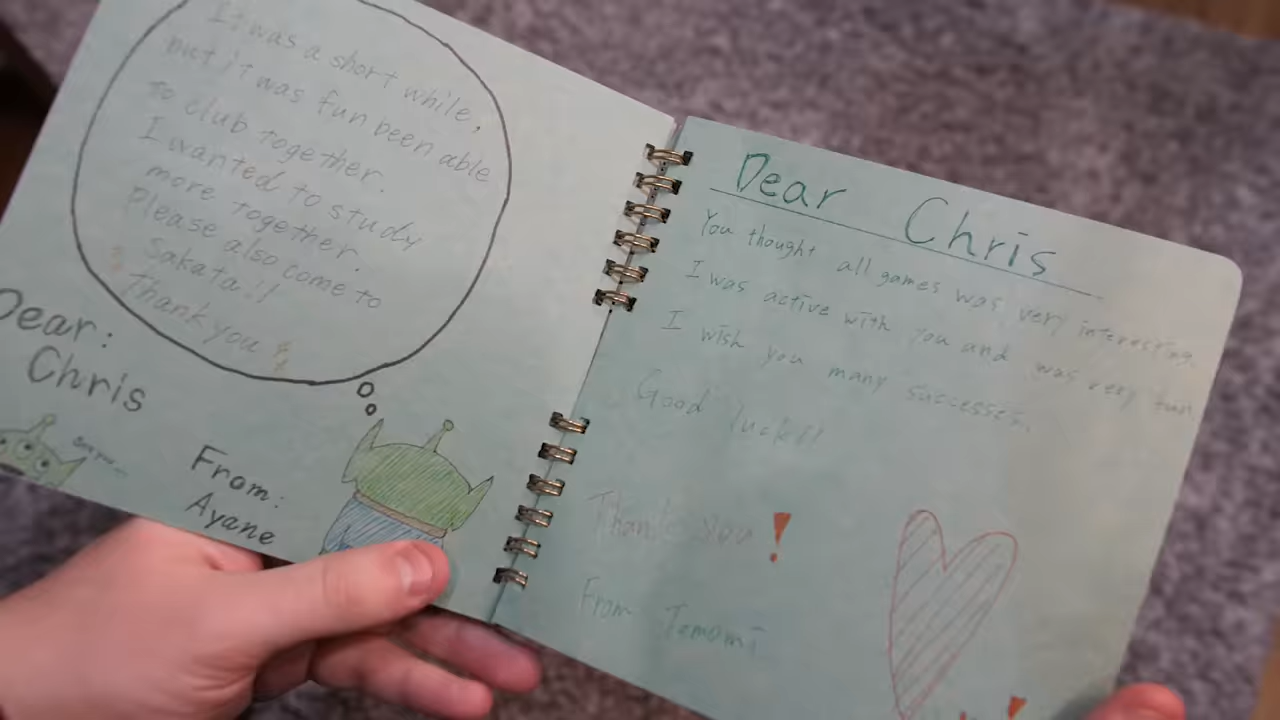 It was a short while,
but it was fun been able
to club together.
I wanted to study
more together.
Please also come to
Sakata!!
Thank you
Dear:
Chris
From:
Ayane
Dear Chris
You thought all games was very interesting.
I was active with you and was very fun
I wish you many successes.
Good luck!!
Thank you!
From Tomomi